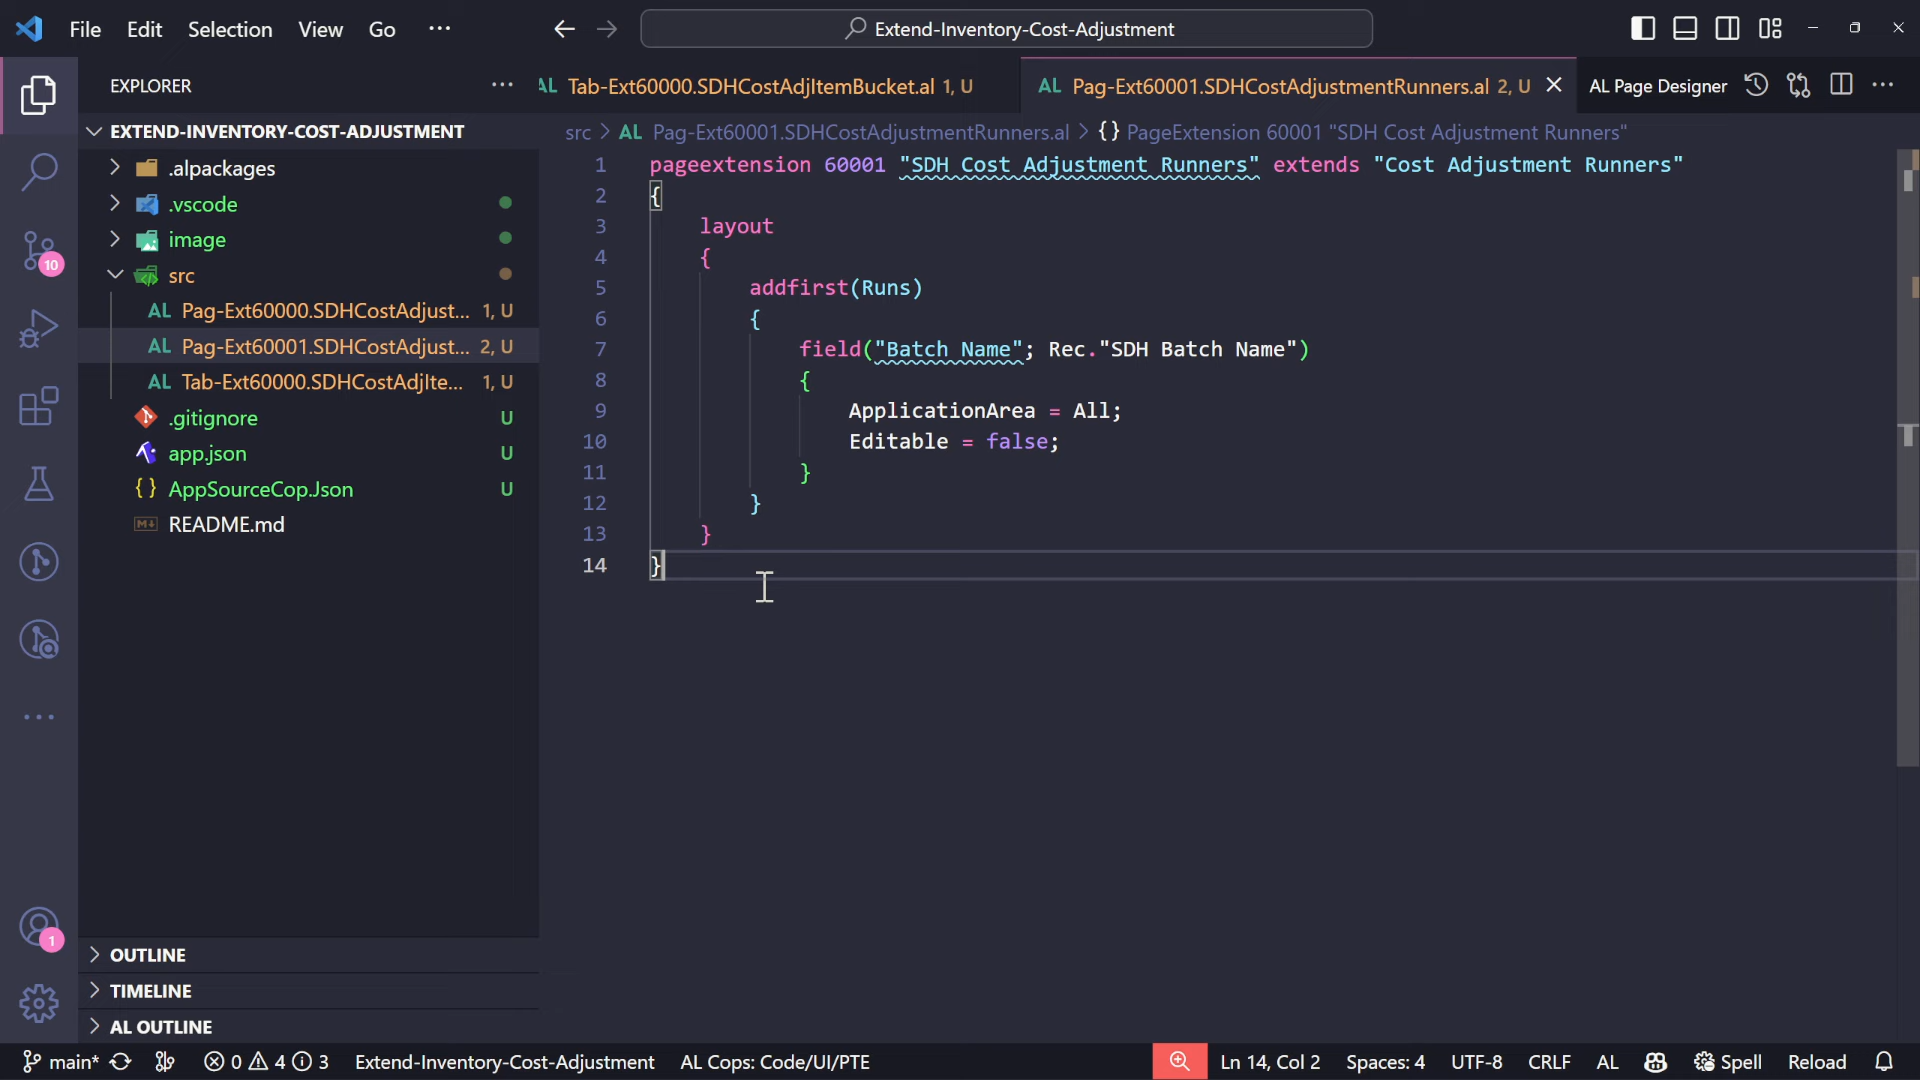 File Edit Selection View Go ···
Extend-Inventory-Cost-Adjustment
EXPLORER
AL Tab-Ext60000.SDHCostAdjItemBucket.al 1, U
AL Pag-Ext60001.SDHCostAdjustmentRunners.al 2, U
AL Page Designer
src > AL Pag-Ext60001.SDHCostAdjustmentRunners.al > {} PageExtension 60001 "SDH Cost Adjustment Runners"
EXTEND-INVENTORY-COST-ADJUSTMENT
.alpackages
.vscode
image
src
AL Pag-Ext60000.SDHCostAdjust... 1, U
AL Pag-Ext60001.SDHCostAdjust... 2, U
AL Tab-Ext60000.SDHCostAdjIte... 1, U
.gitignore U
app.json U
{} AppSourceCop.Json U
README.md
10
1
OUTLINE
TIMELINE
AL OUTLINE
1 pageextension 60001 "SDH Cost Adjustment Runners" extends "Cost Adjustment Runners"
2 {
3 layout
4 {
5 addfirst(Runs)
6 {
7 field("Batch Name"; Rec."SDH Batch Name")
8 {
9 ApplicationArea = All;
10 Editable = false;
11 }
12 }
13 }
14 }
main* 0 4 3 Extend-Inventory-Cost-Adjustment AL Cops: Code/UI/PTE Ln 14, Col 2 Spaces: 4 UTF-8 CRLF AL Spell Reload